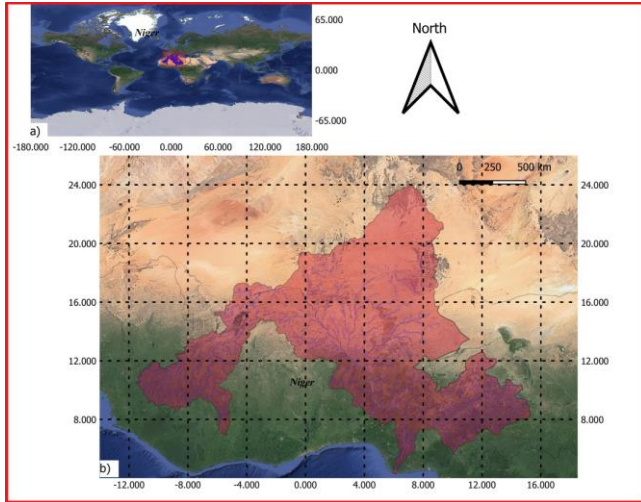 Niger
65.000
0.000
-65.000
a)
-180.000 -120.000 -60.000 0.000 60.000 120.000 180.000
North
0 250 500 km
24.000 24.000
20.000 20.000
16.000 16.000
12.000 12.000
Niger
8.000 8.000
b)
-12.000 -8.000 -4.000 0.000 4.000 8.000 12.000 16.000